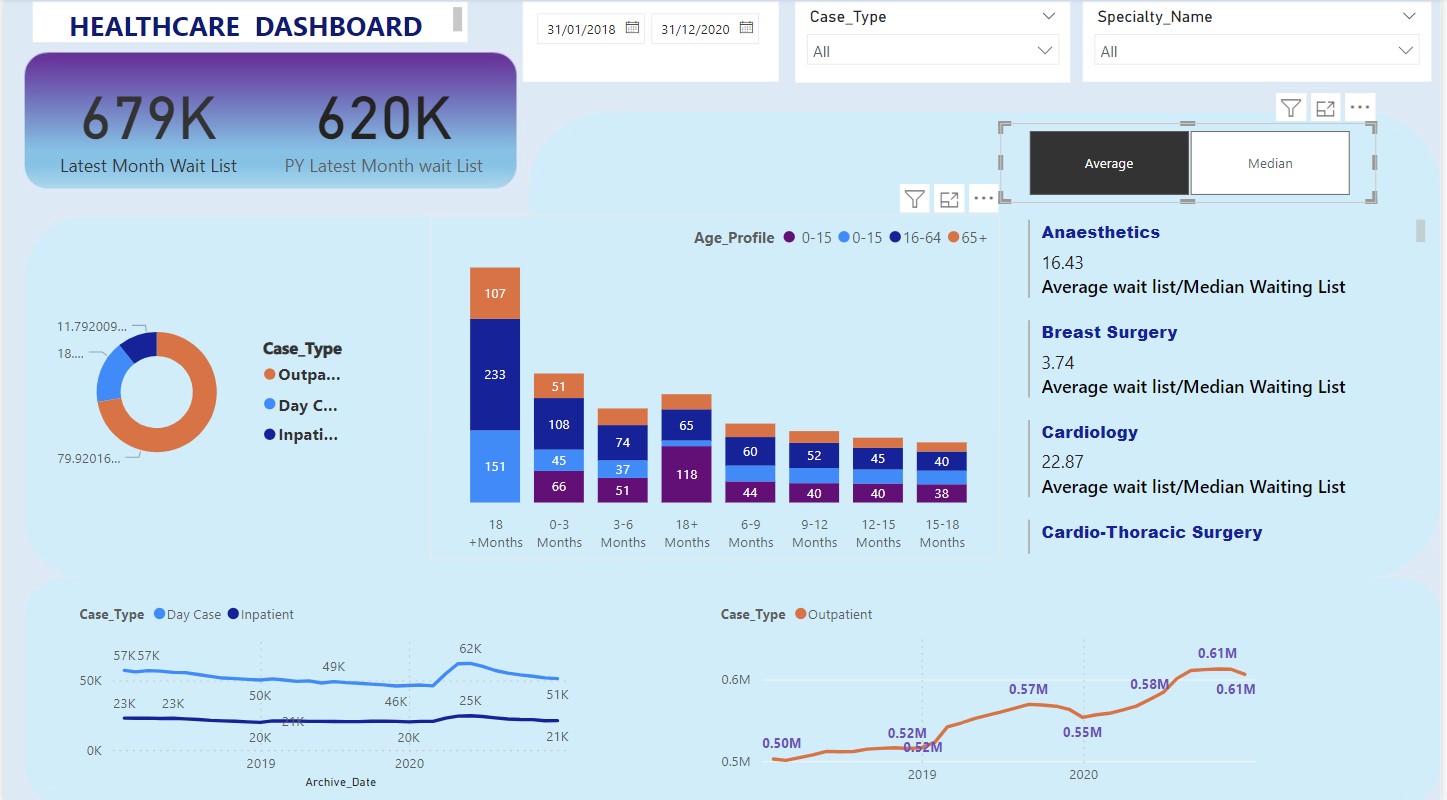 HEALTHCARE DASHBOARD
31/01/2018
31/12/2020
Case_Type
All
Specialty_Name
All
679K
Latest Month Wait List
620K
PY Latest Month wait List
Average
Median
Age_Profile 0-15 0-15 16-64 65+
107
233
151
51
108
45
66
74
37
51
65
118
60
44
52
40
45
40
40
38
18
+Months
0-3
Months
3-6
Months
18+
Months
6-9
Months
9-12
Months
12-15
Months
15-18
Months
11.792009...
18....
79.92016...
Case_Type
Outpa...
Day C...
Inpati...
Anaesthetics
16.43
Average wait list/Median Waiting List
Breast Surgery
3.74
Average wait list/Median Waiting List
Cardiology
22.87
Average wait list/Median Waiting List
Cardio-Thoracic Surgery
Case_Type Day Case Inpatient
50K
0K
57K
57K
50K
49K
46K
62K
51K
23K
23K
20K
21K
20K
25K
21K
2019
2020
Archive_Date
Case_Type Outpatient
0.6M
0.5M
0.50M
0.52M
0.52M
0.57M
0.55M
0.58M
0.61M
0.61M
2019
2020